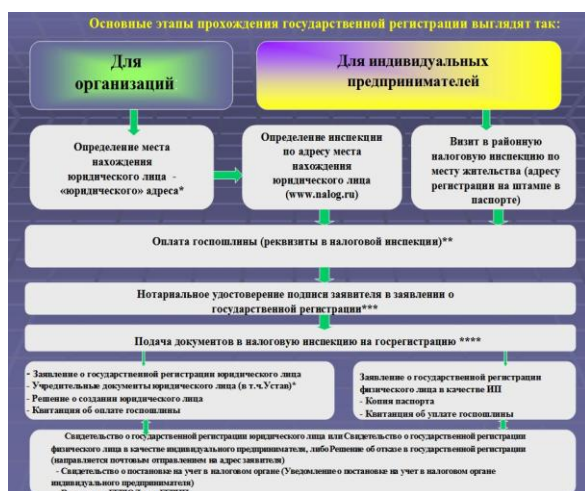 Основные этапы прохождения государственной регистрации выглядят так:
Для
организаций
Для индивидуальных
предпринимателей
Определение места
нахождения
юридического лица -
«юридического» адреса*
Определение инспекции
по адресу места
нахождения
юридического лица
(www.nalog.ru)
Визит в районную
налоговую инспекцию по
месту жительства (адресу
регистрации на штампе в
паспорте)
Оплата госпошлины (реквизиты в налоговой инспекции)**
Нотариальное удостоверение подписи заявителя в заявлении о
государственной регистрации***
Подача документов в налоговую инспекцию на госрегистрацию ****
- Заявление о государственной регистрации юридического лица
- Учредительные документы юридического лица (в т.ч.Устав)*
- Решение о создании юридического лица
- Квитанция об оплате госпошлины
Заявление о государственной регистрации
физического лица в качестве ИП
- Копия паспорта
- Квитанция об уплате госпошлины
Свидетельство о государственной регистрации юридического лица или Свидетельство о государственной регистрации
физического лица в качестве индивидуального предпринимателя, либо Решение об отказе в государственной регистрации
(направляется почтовым отправлением на адрес заявителя)
- Свидетельство о постановке на учет в налоговом органе (Уведомление о постановке на учет в налоговом органе
индивидуального предпринимателя)